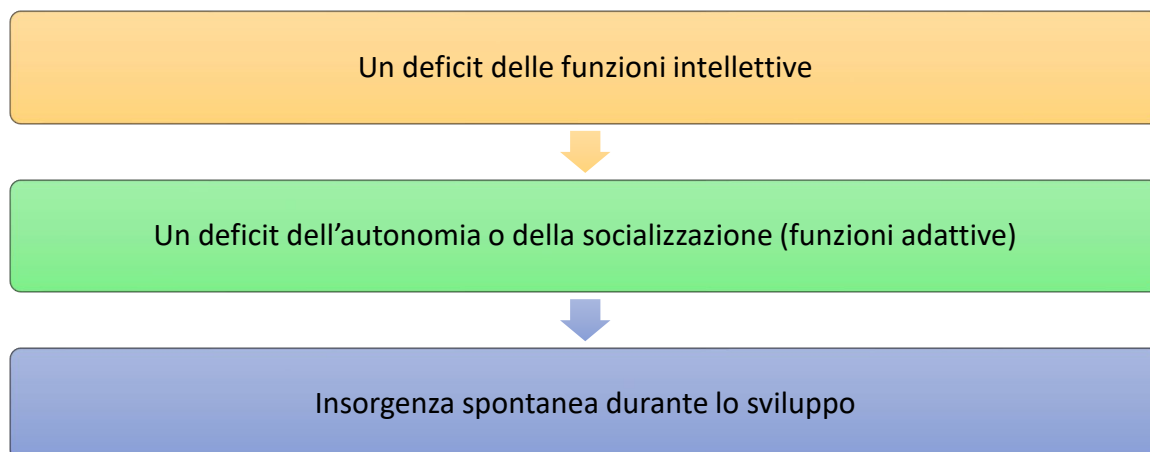 Un deficit delle funzioni intellettive
Un deficit dell’autonomia o della socializzazione (funzioni adattive)
Insorgenza spontanea durante lo sviluppo